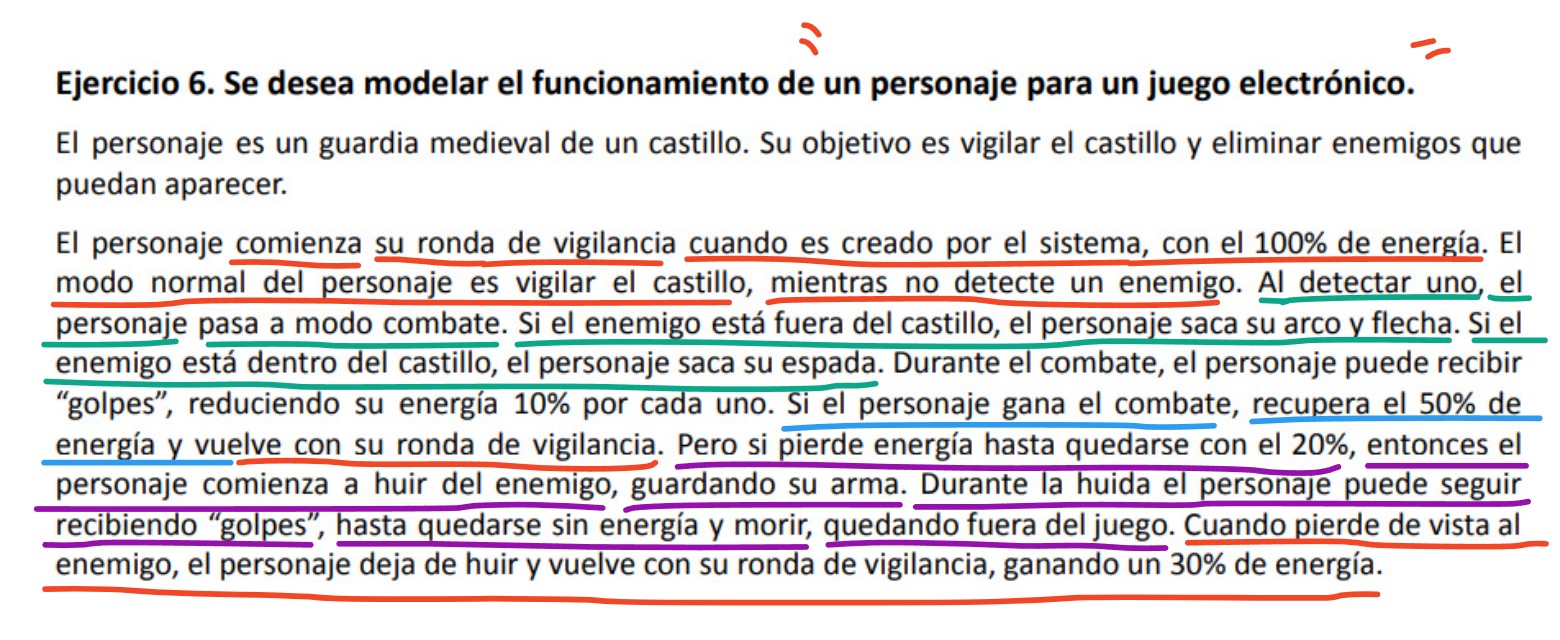 Ejercicio 6. Se desea modelar el funcionamiento de un personaje para un juego electrónico.
El personaje es un guardia medieval de un castillo. Su objetivo es vigilar el castillo y eliminar enemigos que
puedan aparecer.
El personaje comienza su ronda de vigilancia cuando es creado por el sistema, con el 100% de energía. El
modo normal del personaje es vigilar el castillo, mientras no detecte un enemigo. Al detectar uno, el
personaje pasa a modo combate. Si el enemigo está fuera del castillo, el personaje saca su arco y flecha. Si el
enemigo está dentro del castillo, el personaje saca su espada. Durante el combate, el personaje puede recibir
“golpes”, reduciendo su energía 10% por cada uno. Si el personaje gana el combate, recupera el 50% de
energía y vuelve con su ronda de vigilancia. Pero si pierde energía hasta quedarse con el 20%, entonces el
personaje comienza a huir del enemigo, guardando su arma. Durante la huida el personaje puede seguir
recibiendo “golpes”, hasta quedarse sin energía y morir, quedando fuera del juego. Cuando pierde de vista al
enemigo, el personaje deja de huir y vuelve con su ronda de vigilancia, ganando un 30% de energía.